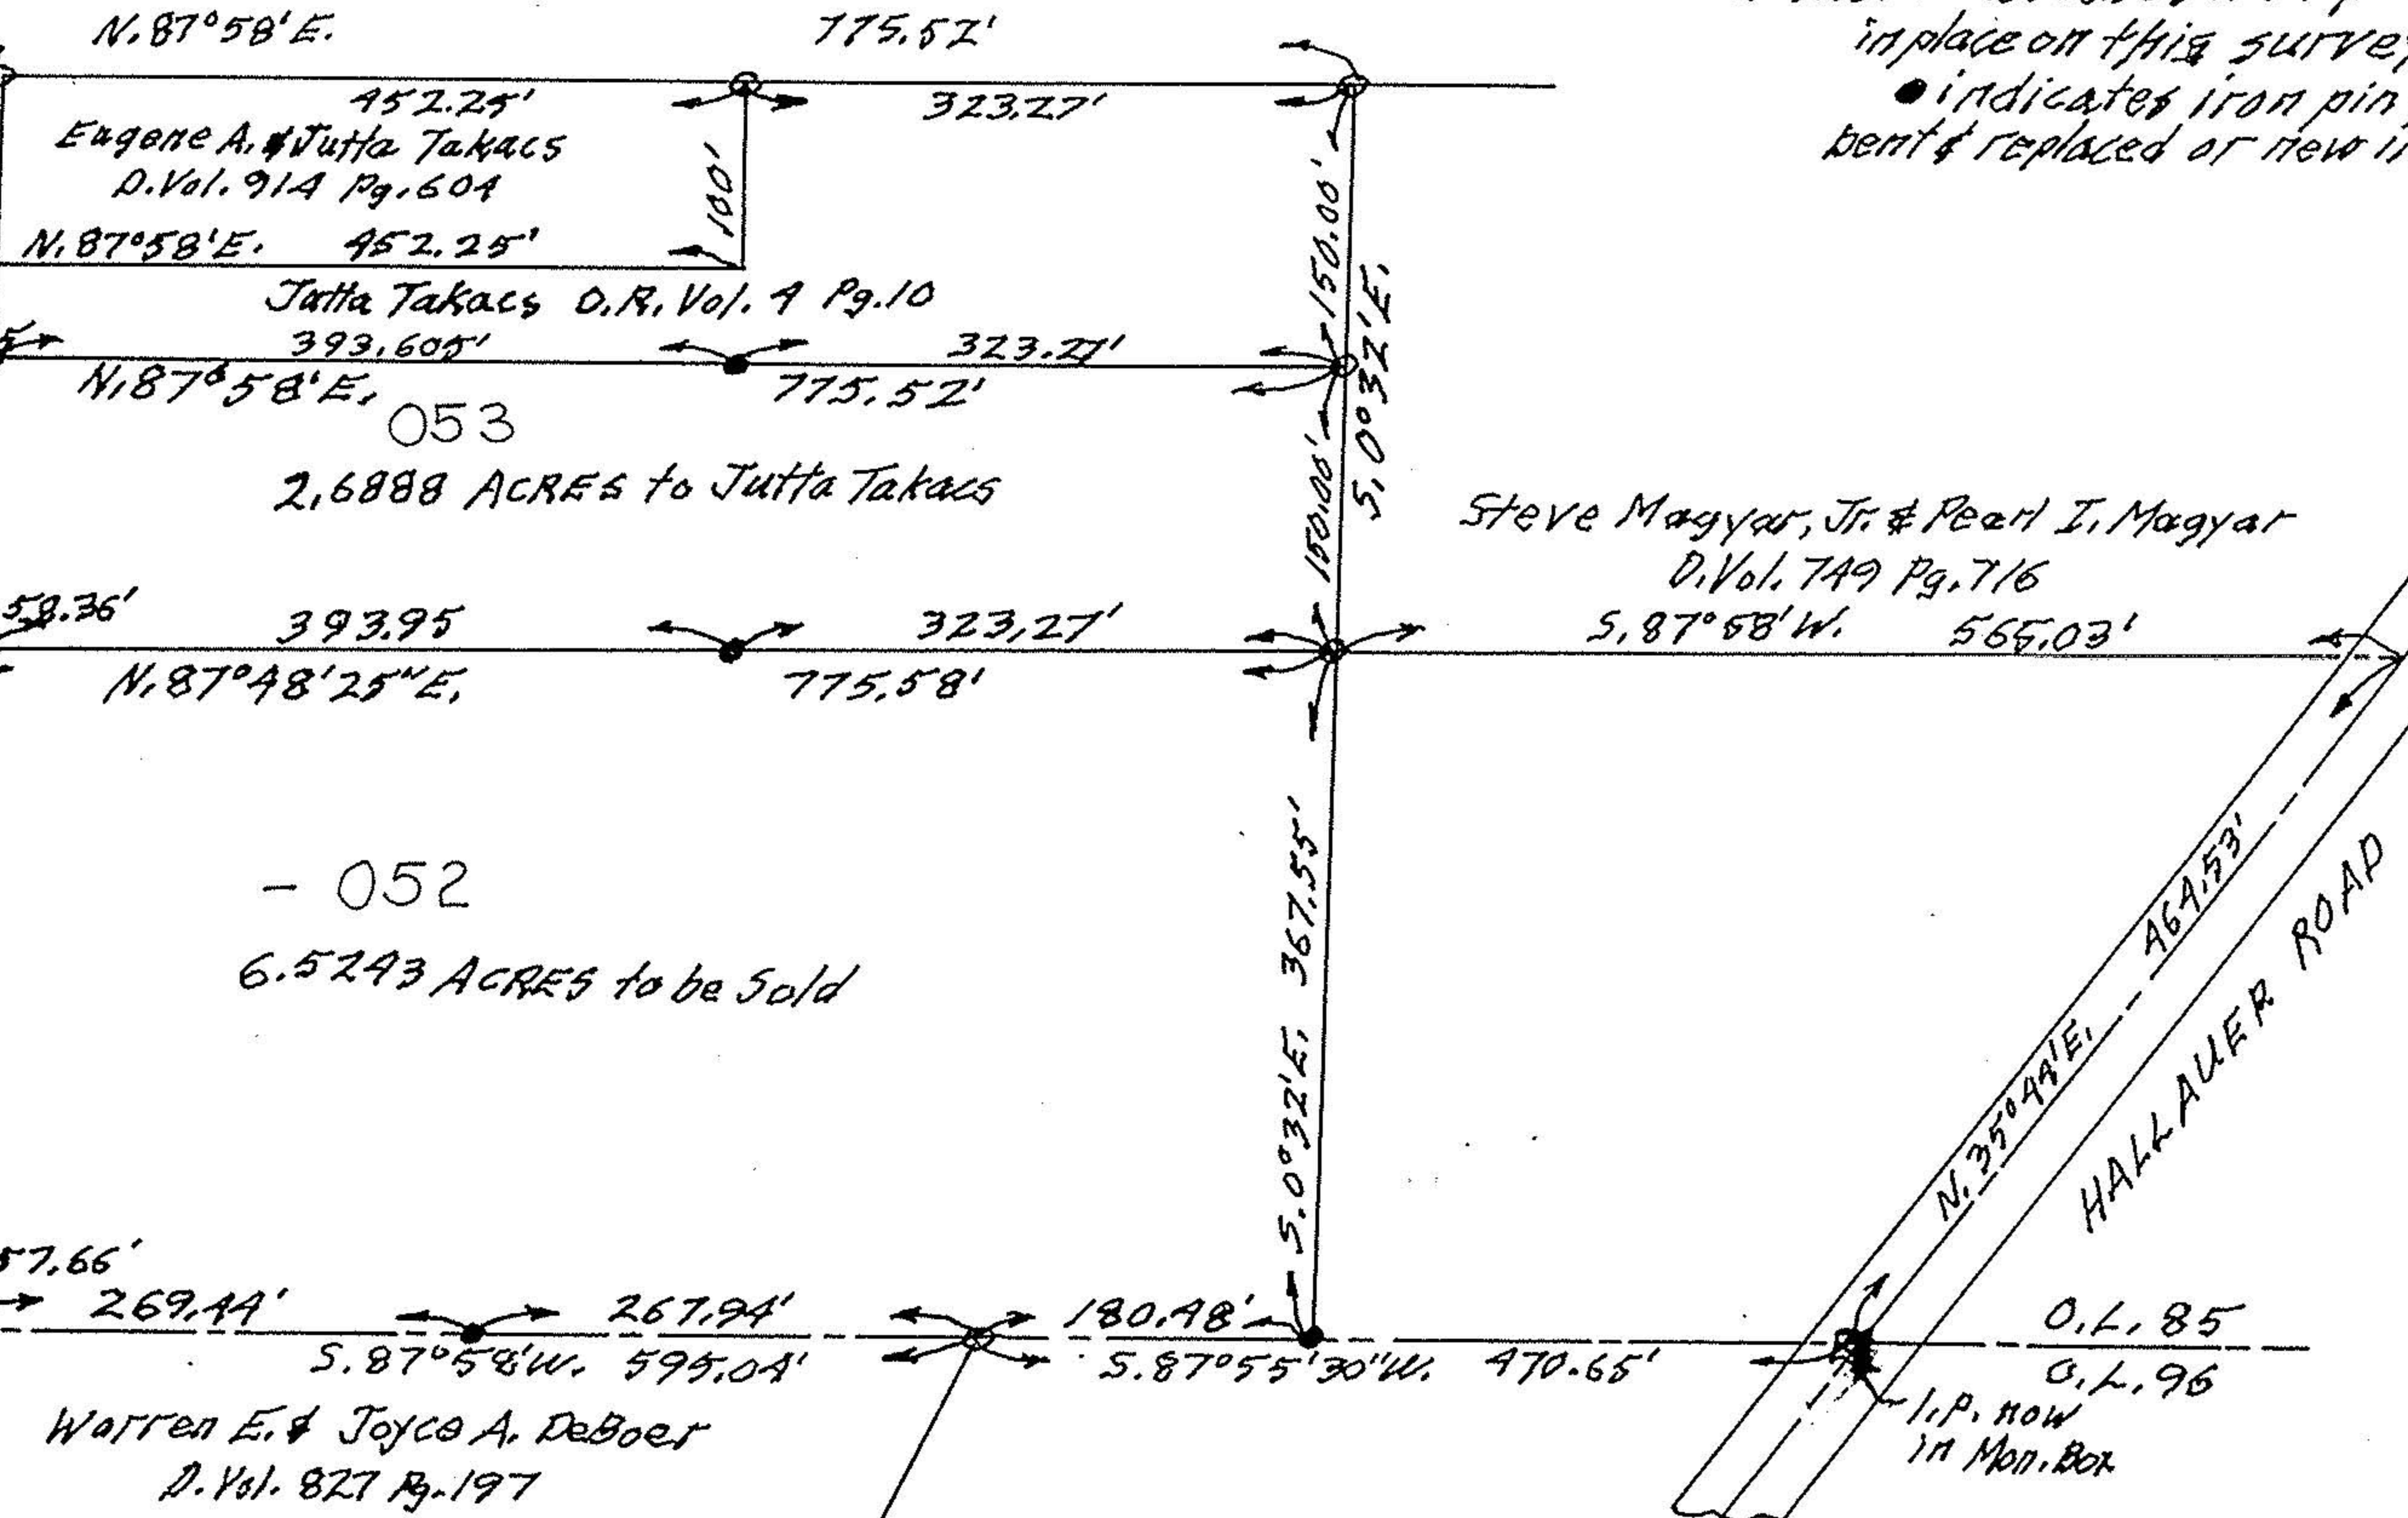 N. 87°58' E. 775.52'
in place on this survey
● indicates iron pin
bent & replaced or new
452.25' 323.27'
Eugene A. & Jutta Takacs
D. Vol. 914 Pg. 604
100'
N. 87°58' E. 452.25'
Jutta Takacs O.R. Vol. 4 Pg. 10
150.00'
S. 0°32' E.
393.605' 323.27'
N. 87°58' E. 775.52'
053
2.6888 ACRES to Jutta Takacs
150.00'
Steve Magyar, Jr. & Pearl I. Magyar
D. Vol. 749 Pg. 716
58.36' 393.95 323.27'
S. 87°58' W. 565.03'
N. 87°48'25" E. 775.58'
- 052
6.5243 ACRES to be Sold
S. 0°32' E. 367.55'
N. 35°44' E. 464.53'
HALLAUER ROAD
57.66'
269.44' 267.94' 180.48'
O.L. 85
S. 87°58' W. 595.04' S. 87°55'30" W. 470.65'
O.L. 96
I.P. now
in Mon. Box
Warren E. & Joyce A. DeBoer
D. Vol. 827 Pg. 197